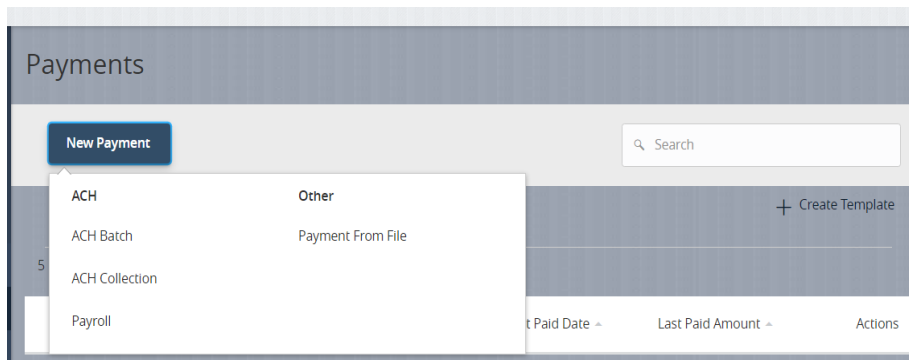 Payments
New Payment
Search
ACH Other
ACH Batch Payment From File
ACH Collection
Payroll
Create Template
5
Paid Date Last Paid Amount Actions